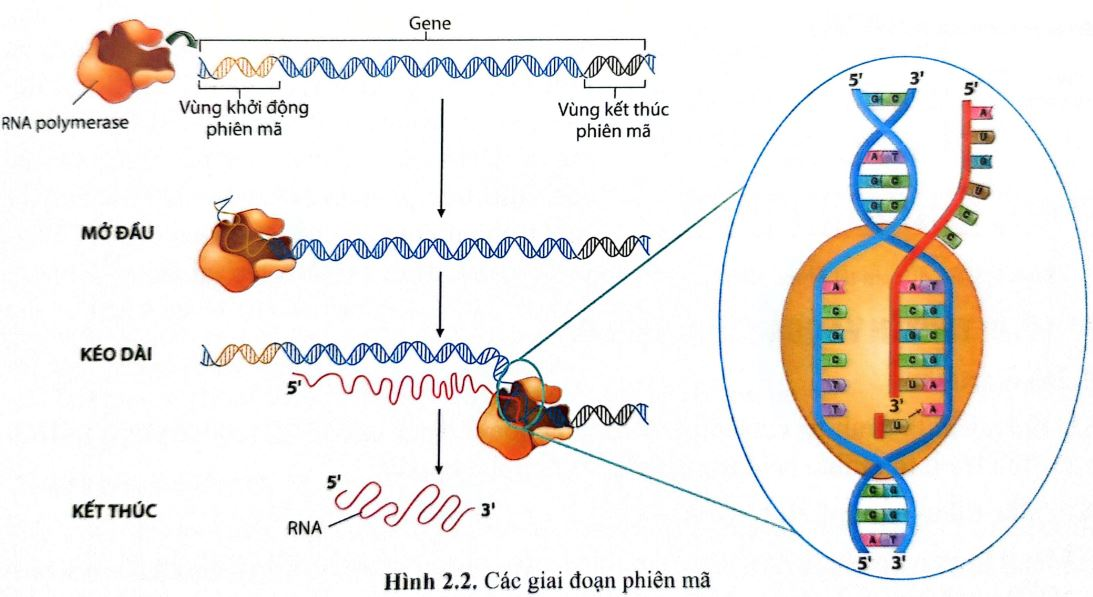 Gene
RNA polymerase
Vùng khởi động
phiên mã
Vùng kết thúc
phiên mã
MỞ ĐẦU
KÉO DÀI
5'
KẾT THÚC
5'
3'
RNA
5' 3'
5'
G C
A
U
A T
G
G C
U
G C
C
C
A
A T
C
C G
G
G C
C
C G
T
U A
3'
T
U
A
C G
C G
A T
5' 3'
Hình 2.2. Các giai đoạn phiên mã